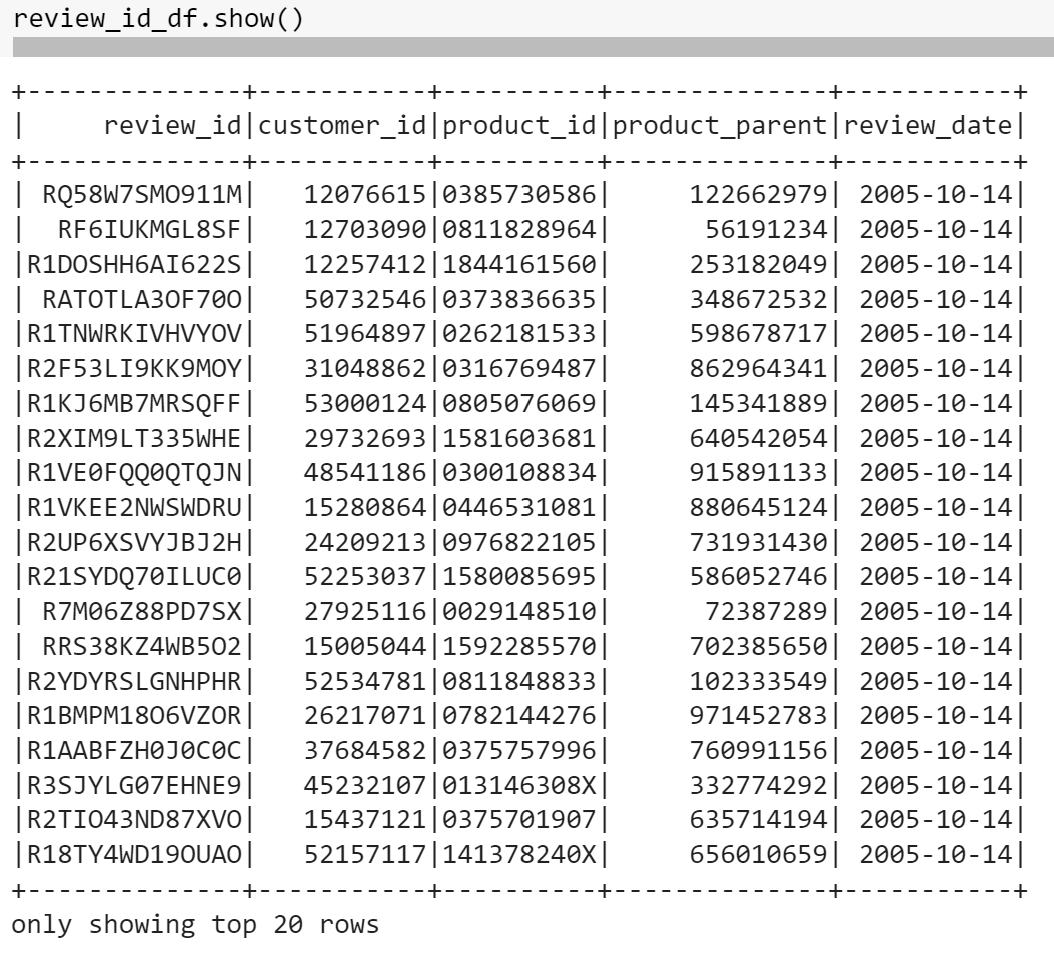 review_id_df.show()
+--------------+-----------+----------+--------------+-----------+
|     review_id|customer_id|product_id|product_parent|review_date|
+--------------+-----------+----------+--------------+-----------+
| RQ58W7SMO911M|   12076615|0385730586|     122662979| 2005-10-14|
|  RF6IUKMGL8SF|   12703090|0811828964|      56191234| 2005-10-14|
|R1DOSHH6AI622S|   12257412|1844161560|     253182049| 2005-10-14|
| RATOTLA3OF70O|   50732546|0373836635|     348672532| 2005-10-14|
|R1TNWRKIVHVYOV|   51964897|0262181533|     598678717| 2005-10-14|
|R2F53LI9KK9MOY|   31048862|0316769487|     862964341| 2005-10-14|
|R1KJ6MB7MRSQFF|   53000124|0805076069|     145341889| 2005-10-14|
|R2XIM9LT335WHE|   29732693|1581603681|     640542054| 2005-10-14|
|R1VE0FQQ0QTQJN|   48541186|0300108834|     915891133| 2005-10-14|
|R1VKEE2NWSWDRU|   15280864|0446531081|     880645124| 2005-10-14|
|R2UP6XSVYJBJ2H|   24209213|0976822105|     731931430| 2005-10-14|
|R21SYDQ70ILUC0|   52253037|1580085695|     586052746| 2005-10-14|
| R7M06Z88PD7SX|   27925116|0029148510|      72387289| 2005-10-14|
| RRS38KZ4WB5O2|   15005044|1592285570|     702385650| 2005-10-14|
|R2YDYRSLGNHPHR|   52534781|0811848833|     102333549| 2005-10-14|
|R1BMPM18O6VZOR|   26217071|0782144276|     971452783| 2005-10-14|
|R1AABFZH0J0C0C|   37684582|0375757996|     760991156| 2005-10-14|
|R3SJYLG07EHNE9|   45232107|013146308X|     332774292| 2005-10-14|
|R2TIO43ND87XVO|   15437121|0375701907|     635714194| 2005-10-14|
|R18TY4WD19OUAO|   52157117|141378240X|     656010659| 2005-10-14|
+--------------+-----------+----------+--------------+-----------+
only showing top 20 rows